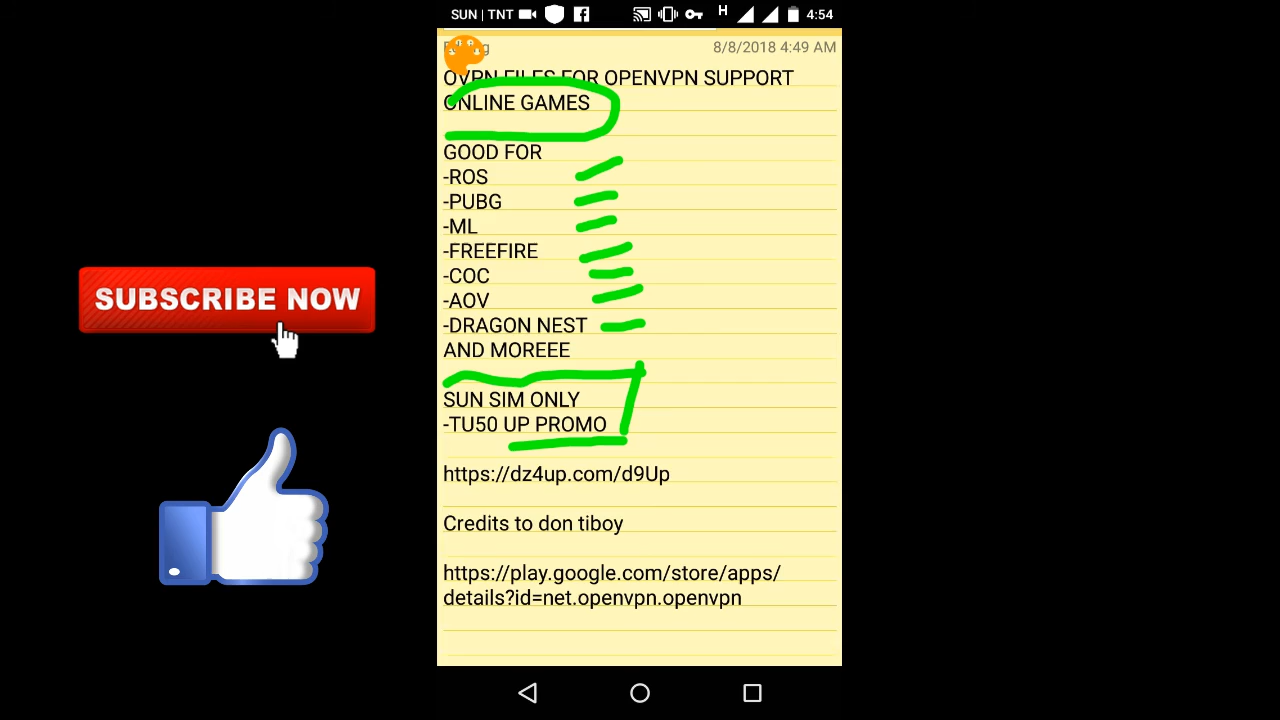 SUN | TNT
H
4:54
8/8/2018 4:49 AM
OVPN FILES FOR OPENVPN SUPPORT
ONLINE GAMES
GOOD FOR
-ROS
-PUBG
-ML
-FREEFIRE
-COC
-AOV
-DRAGON NEST
AND MOREEE
SUN SIM ONLY
-TU50 UP PROMO
https://dz4up.com/d9Up
Credits to don tiboy
https://play.google.com/store/apps/
details?id=net.openvpn.openvpn
SUBSCRIBE NOW